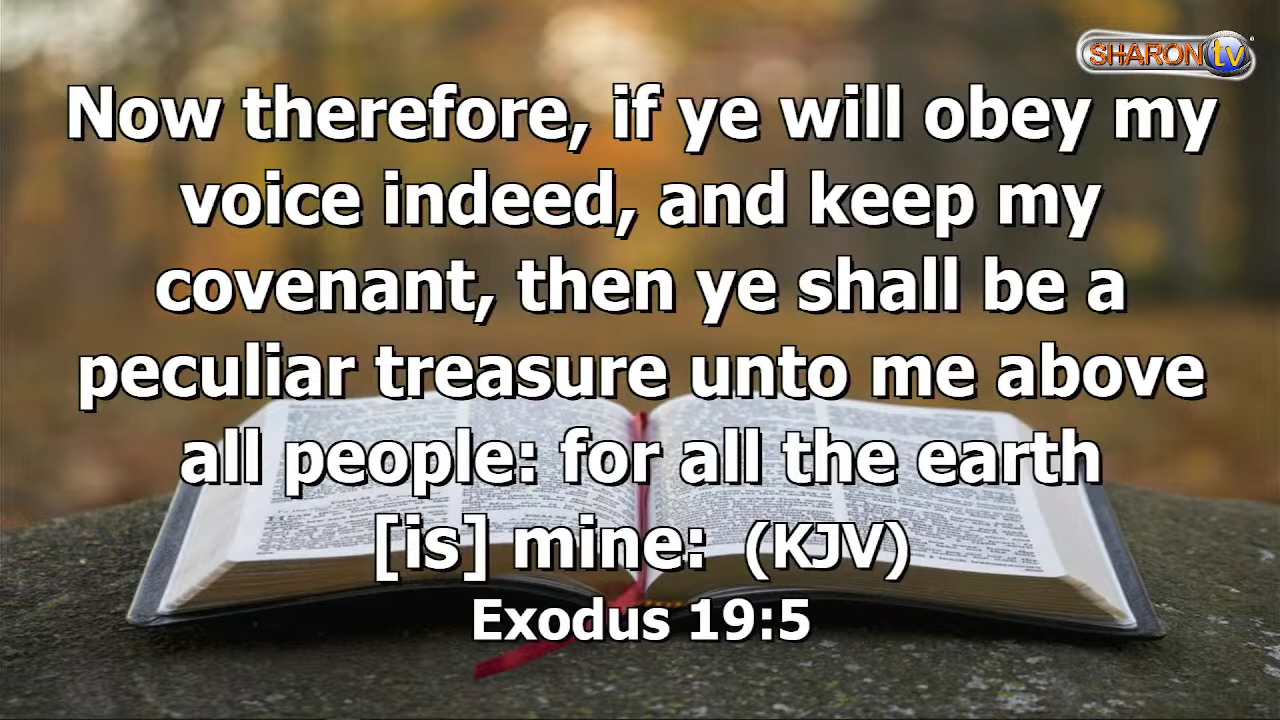 SHARON tv
Now therefore, if ye will obey my
voice indeed, and keep my
covenant, then ye shall be a
peculiar treasure unto me above
all people: for all the earth
[is] mine: (KJV)
Exodus 19:5